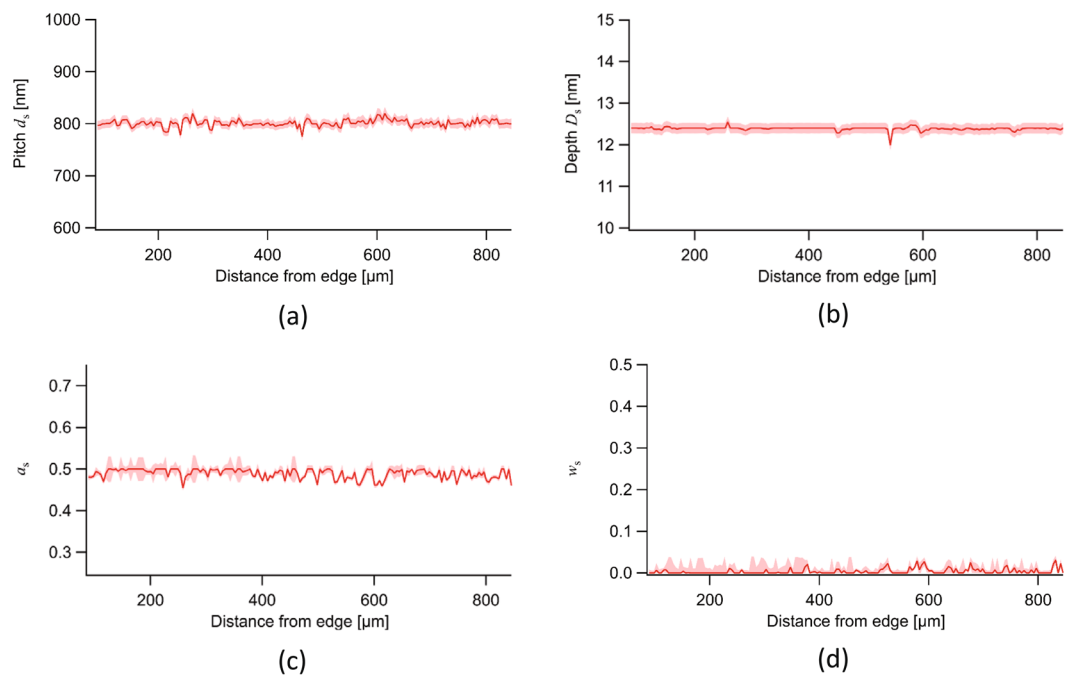 1000
900
800
700
600
Pitch ds [nm]
200 400 600 800
Distance from edge [µm]
(a)
15
14
13
12
11
10
Depth Ds [nm]
200 400 600 800
Distance from edge [µm]
(b)
0.7
0.6
0.5
0.4
0.3
as
200 400 600 800
Distance from edge [µm]
(c)
0.5
0.4
0.3
0.2
0.1
0.0
ws
200 400 600 800
Distance from edge [µm]
(d)